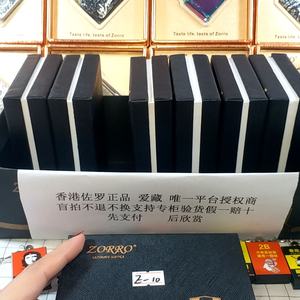 Taste life, taste of Zorro
Taste life, tastes of Zorro
香港佐罗正品 爱藏 唯一平台授权商
盲拍不退不换支持专柜验货假一赔十
先支付 后欣赏
ZORRO
Z-10
2B